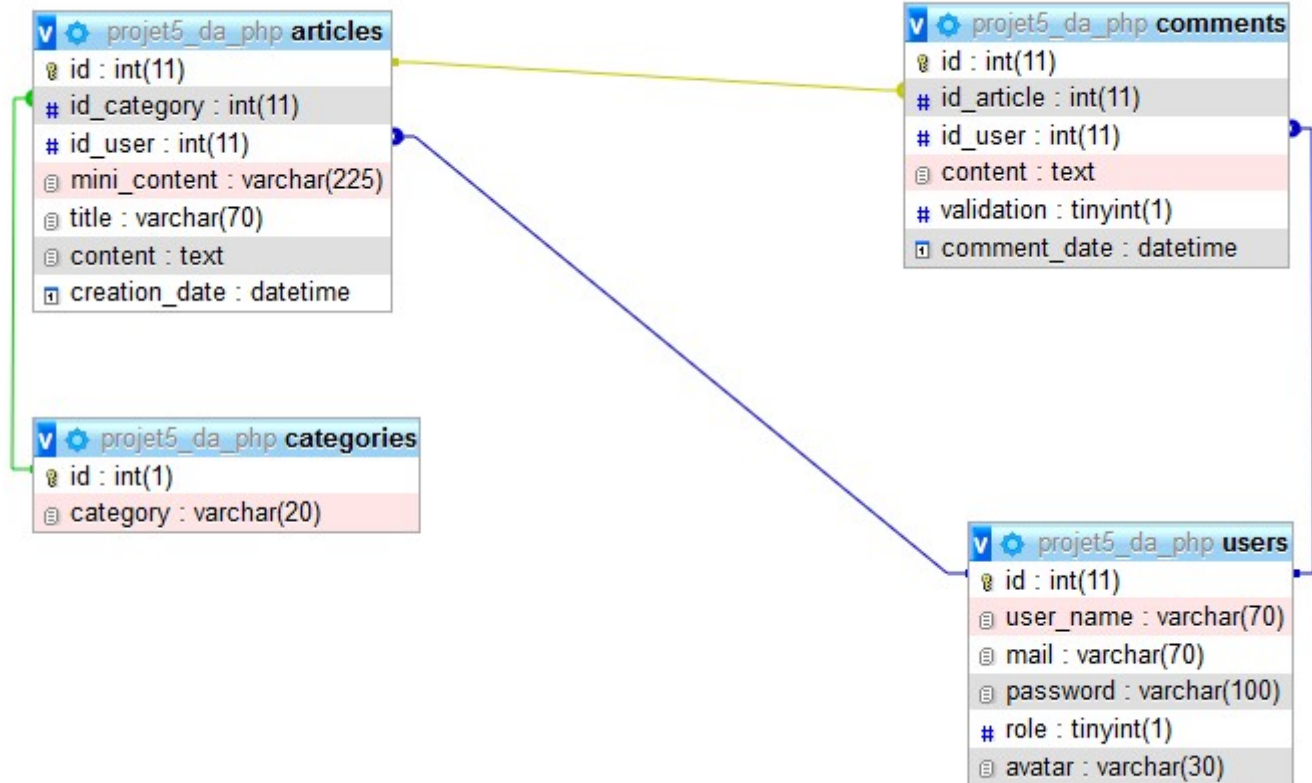 projet5_da_php articles
id : int(11)
id_category : int(11)
id_user : int(11)
mini_content : varchar(225)
title : varchar(70)
content : text
creation_date : datetime
projet5_da_php comments
id : int(11)
id_article : int(11)
id_user : int(11)
content : text
validation : tinyint(1)
comment_date : datetime
projet5_da_php categories
id : int(1)
category : varchar(20)
projet5_da_php users
id : int(11)
user_name : varchar(70)
mail : varchar(70)
password : varchar(100)
role : tinyint(1)
avatar : varchar(30)